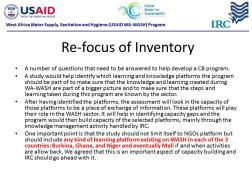 USAID
FROM THE AMERICAN PEOPLE
Global Water for Sustainability
West Africa Water Supply, Sanitation and Hygiene (USAID WA-WASH) Program
IRC
Re-focus of Inventory
• A number of questions that need to be answered to help develop a CB program.
• A study would help identify which learning and knowledge platforms the program
should be part of to make sure that the knowledge and learning created during
WA-WASH are part of a bigger picture and to make sure that the steps and
learning taken during this program are known by the sector.
• After having identified the platforms, the assessment will look in the capacity of
those platforms to be a place of exchange of information. These platforms will play
their role in the WASH sector. It will help in identifying capacity gaps and the
program would then build capacity of the selected platforms, mainly through the
knowledge management activity handled by IRC.
• One important point is that the study should not limit itself to NGOs platform but
should include any kind of learning platform existing on WASH in each of the 3
countries: Burkina, Ghana, and Niger and eventually Mali if and when activities
are allow back. We agreed that this is an important aspect of capacity building and
IRC should go ahead with it.